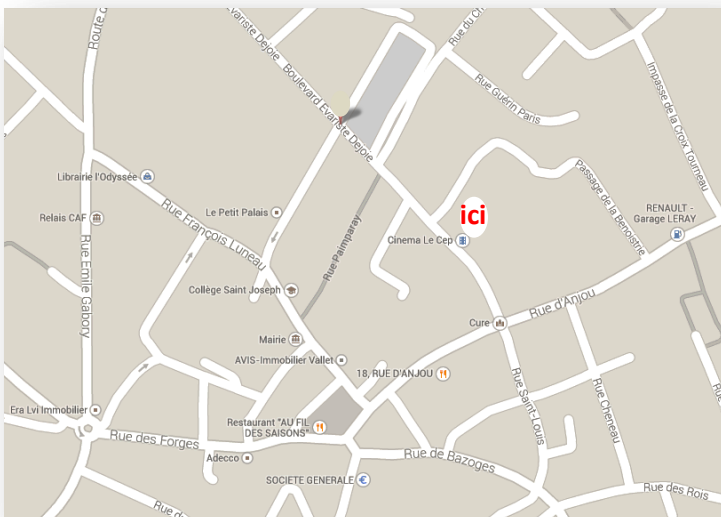 Route de
Evariste Dejoie
Boulevard Evariste Dejoie
Rue du Ch
Rue Guérin Paris
Impasse de la Croix Tourneau
Passage de la Benoistrie
RENAULT -
Garage LERAY
Librairie l'Odyssée
Relais CAF
Rue François Luneau
Le Petit Palais
Rue Paimparay
ici
Cinema Le Cep
Rue Emile Gabory
Collège Saint Joseph
Rue d'Anjou
Cure
Mairie
AVIS-Immobilier Vallet
18, RUE D'ANJOU
Rue Saint-Louis
Rue Cheneau
Era Lvi Immobilier
Restaurant "AU FIL
DES SAISONS"
Rue des Forges
Adecco
Rue de Bazoges
SOCIETE GENERALE
€
Rue des Rois
Rue d